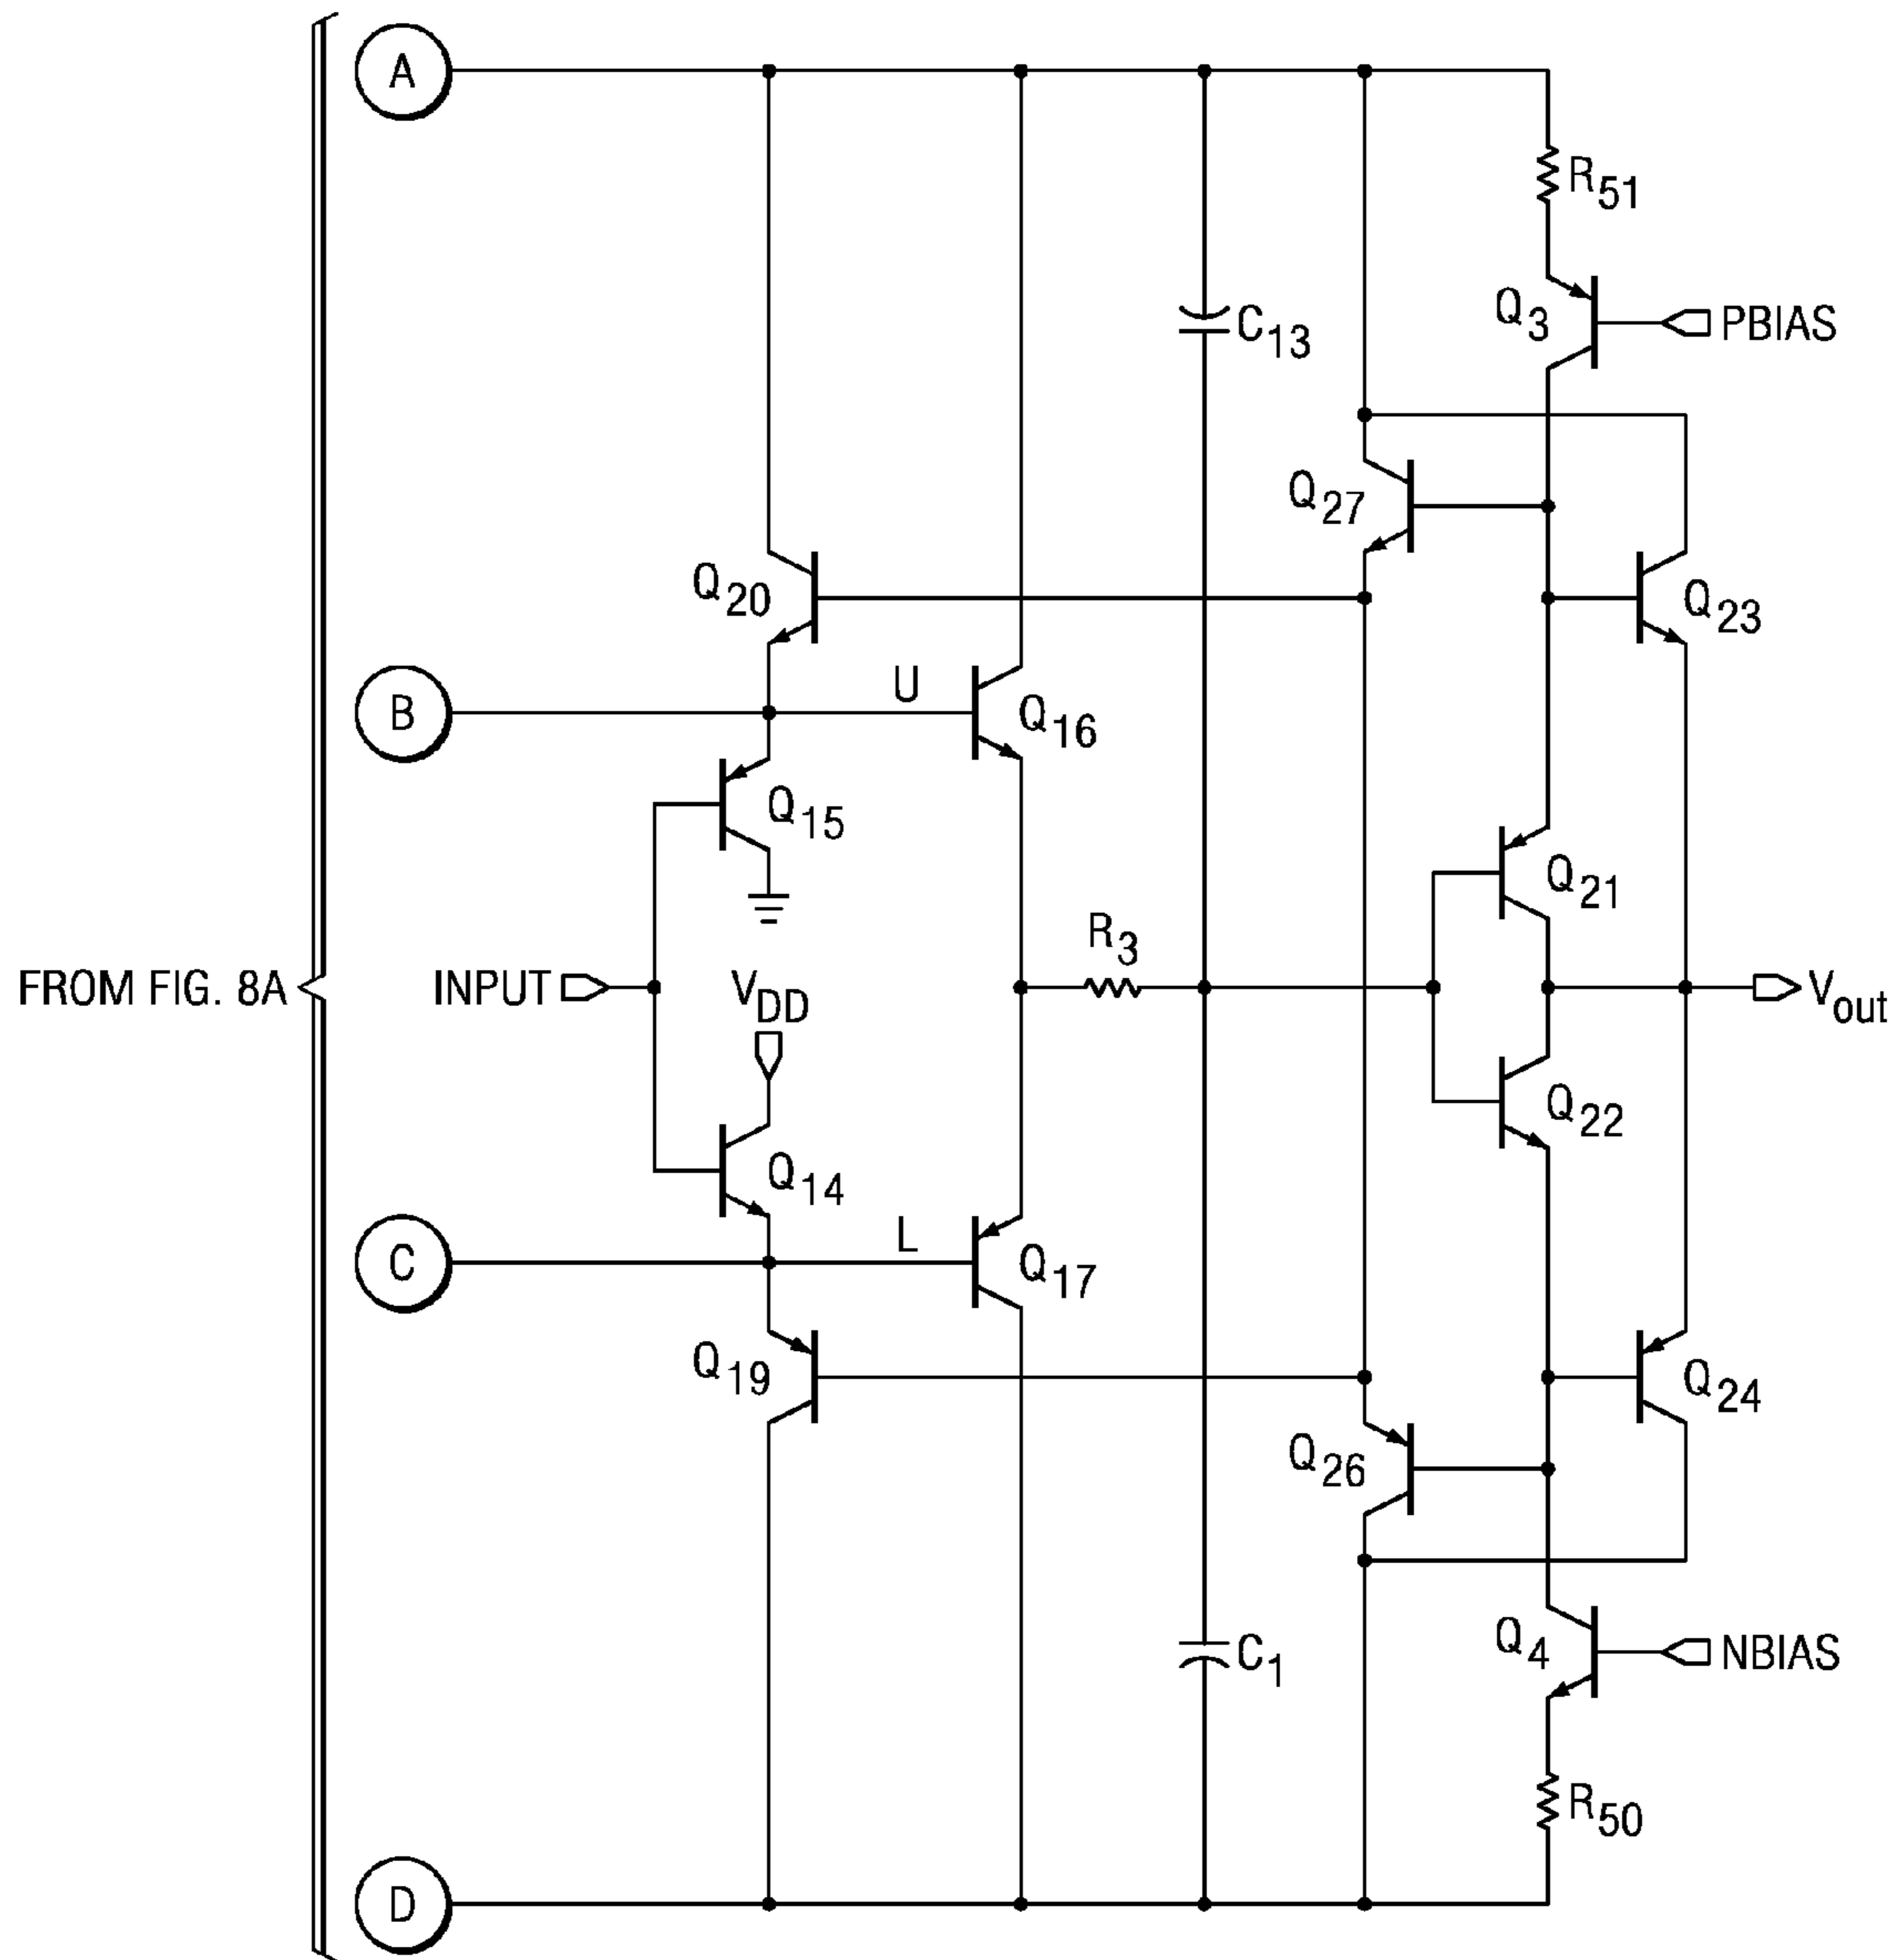 A
R51
Q3
PBIAS
C13
Q27
Q20
Q23
B
U
Q16
Q15
Q21
R3
FROM FIG. 8A
INPUT
VDD
Vout
Q22
Q14
L
C
Q17
Q19
Q24
Q26
Q4
NBIAS
C1
R50
D